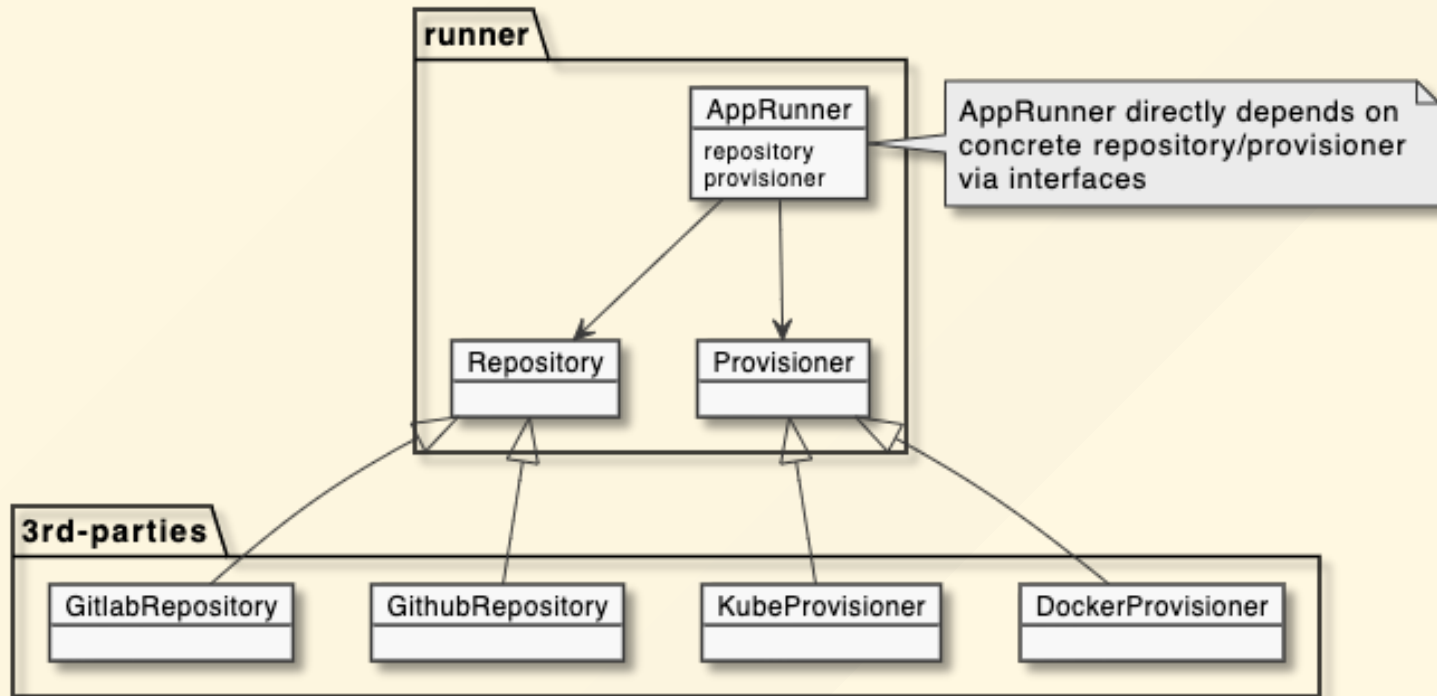 runner
AppRunner
repository
provisioner
AppRunner directly depends on
concrete repository/provisioner
via interfaces
Repository
Provisioner
3rd-parties
GitlabRepository
GithubRepository
KubeProvisioner
DockerProvisioner